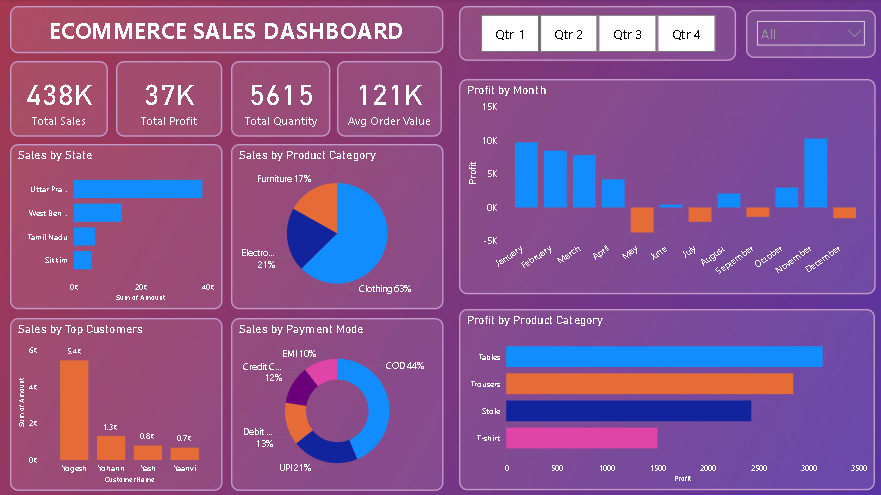 ECOMMERCE SALES DASHBOARD
Qtr 1
Qtr 2
Qtr 3
Qtr 4
All
438K
Total Sales
37K
Total Profit
5615
Total Quantity
121K
Avg Order Value
Sales by State
Uttar Pra...
West Ben...
Tamil Nadu
Sikkim
0K
20K
40K
Sum of Amount
Sales by Product Category
Furniture 17%
Electro...
21%
Clothing 63%
Profit by Month
15K
10K
5K
0K
-5K
Profit
January
February
March
April
May
June
July
August
September
October
November
December
Sales by Top Customers
6K
4K
2K
0K
Sum of Amount
5.4K
1.3K
0.8K
0.7K
Yogesh
Yohann
Yash
Yaanvi
CustomerName
Sales by Payment Mode
EMI 10%
Credit C...
12%
Debit ...
13%
UPI 21%
COD 44%
Profit by Product Category
Tables
Trousers
Stole
T-shirt
0
500
1000
1500
2000
2500
3000
3500
Profit